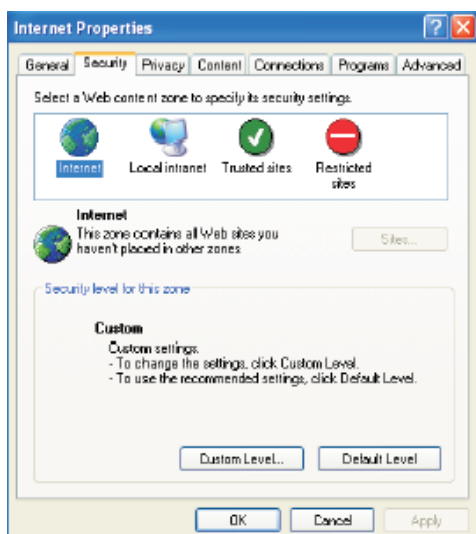 Internet Properties
General Security Privacy Content Connections Programs Advanced
Select a Web content zone to specify its security settings.
Internet Local intranet Trusted sites Restricted
sites
Internet
This zone contains all Web sites you
haven't placed in other zones
Sites...
Security level for this zone
Custom
Custom settings.
- To change the settings, click Custom Level.
- To use the recommended settings, click Default Level.
Custom Level... Default Level
OK Cancel Apply